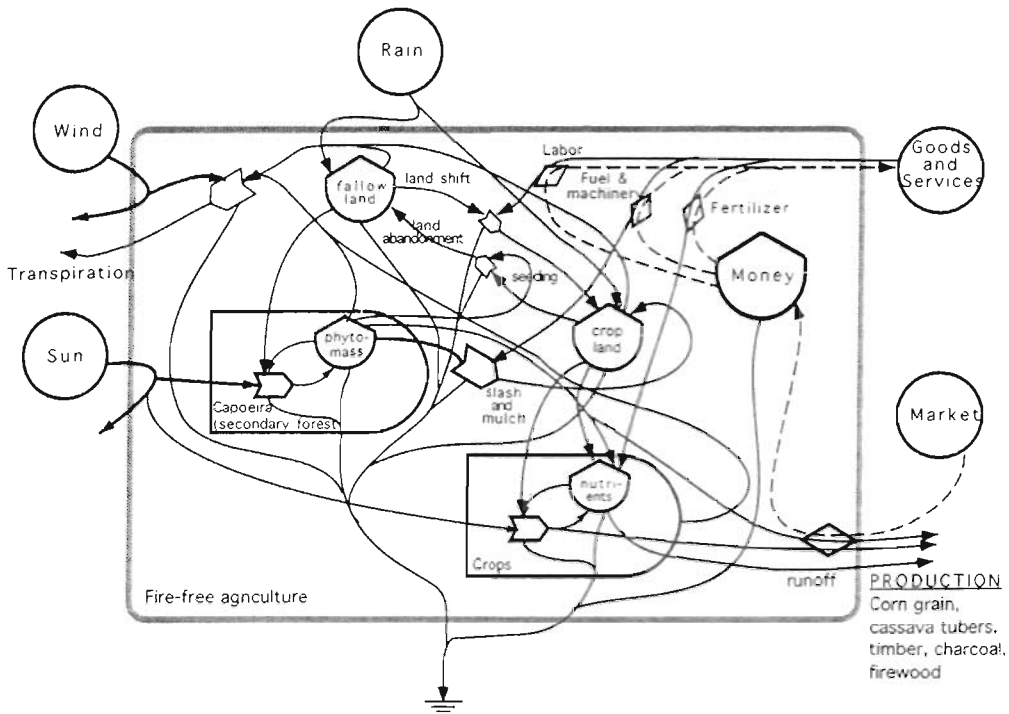 Rain
Wind
Labor
Goods
and
Services
Fuel &
machinery
fallow
land
land shift
Fertilizer
land
abandonment
Transpiration
seeding
Money
Sun
phyto-
mass
crop
land
slash
and
mulch
Market
Capoeira
(secondary forest
nutri-
ents
Crops
runoff
PRODUCTION
Corn grain,
cassava tubers,
timber, charcoal,
firewood
Fire-free agriculture